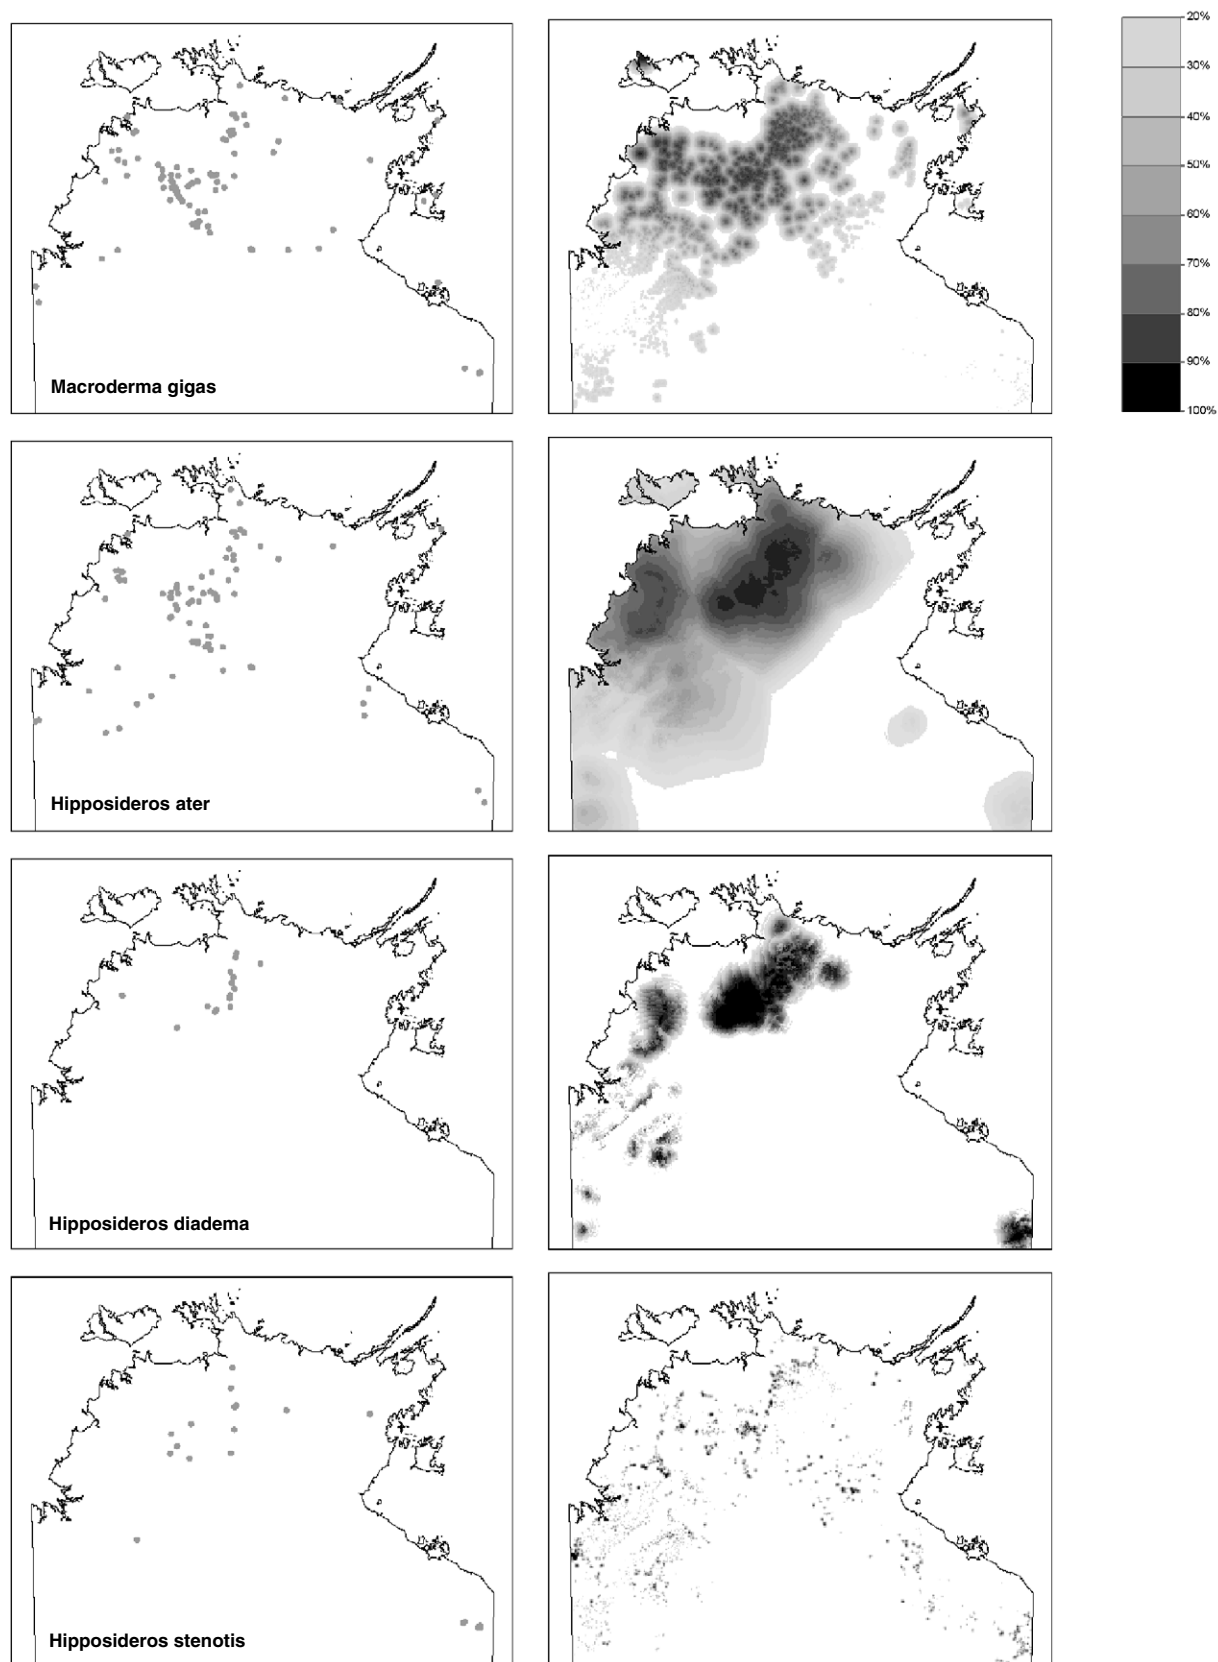 20%
30%
40%
50%
60%
70%
80%
90%
100%
Macroderma gigas
Hipposideros ater
Hipposideros diadema
Hipposideros stenotis